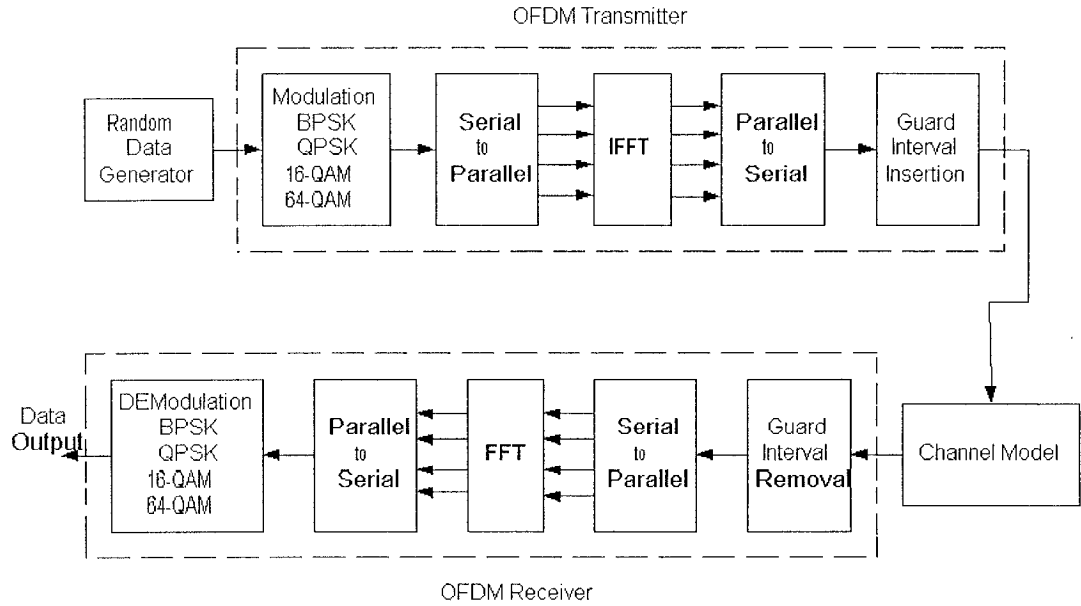 OFDM Transmitter
Random
Data
Generator
Modulation
BPSK
QPSK
16-QAM
64-QAM
Serial
to
Parallel
IFFT
Parallel
to
Serial
Guard
Interval
Insertion
Data
Output
DEModulation
BPSK
QPSK
16-QAM
64-QAM
Parallel
to
Serial
FFT
Serial
to
Parallel
Guard
Interval
Removal
Channel Model
OFDM Receiver